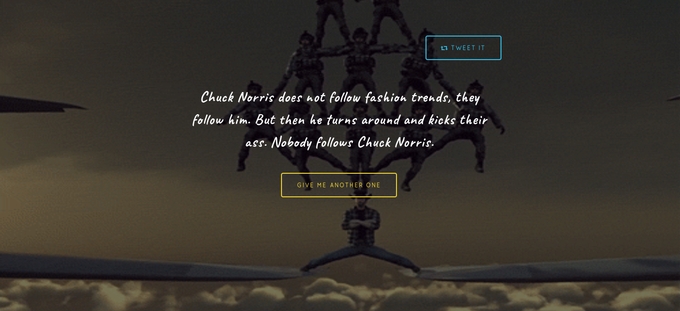 TWEET IT
Chuck Norris does not follow fashion trends, they
follow him. But then he turns around and kicks their
ass. Nobody follows Chuck Norris.
GIVE ME ANOTHER ONE